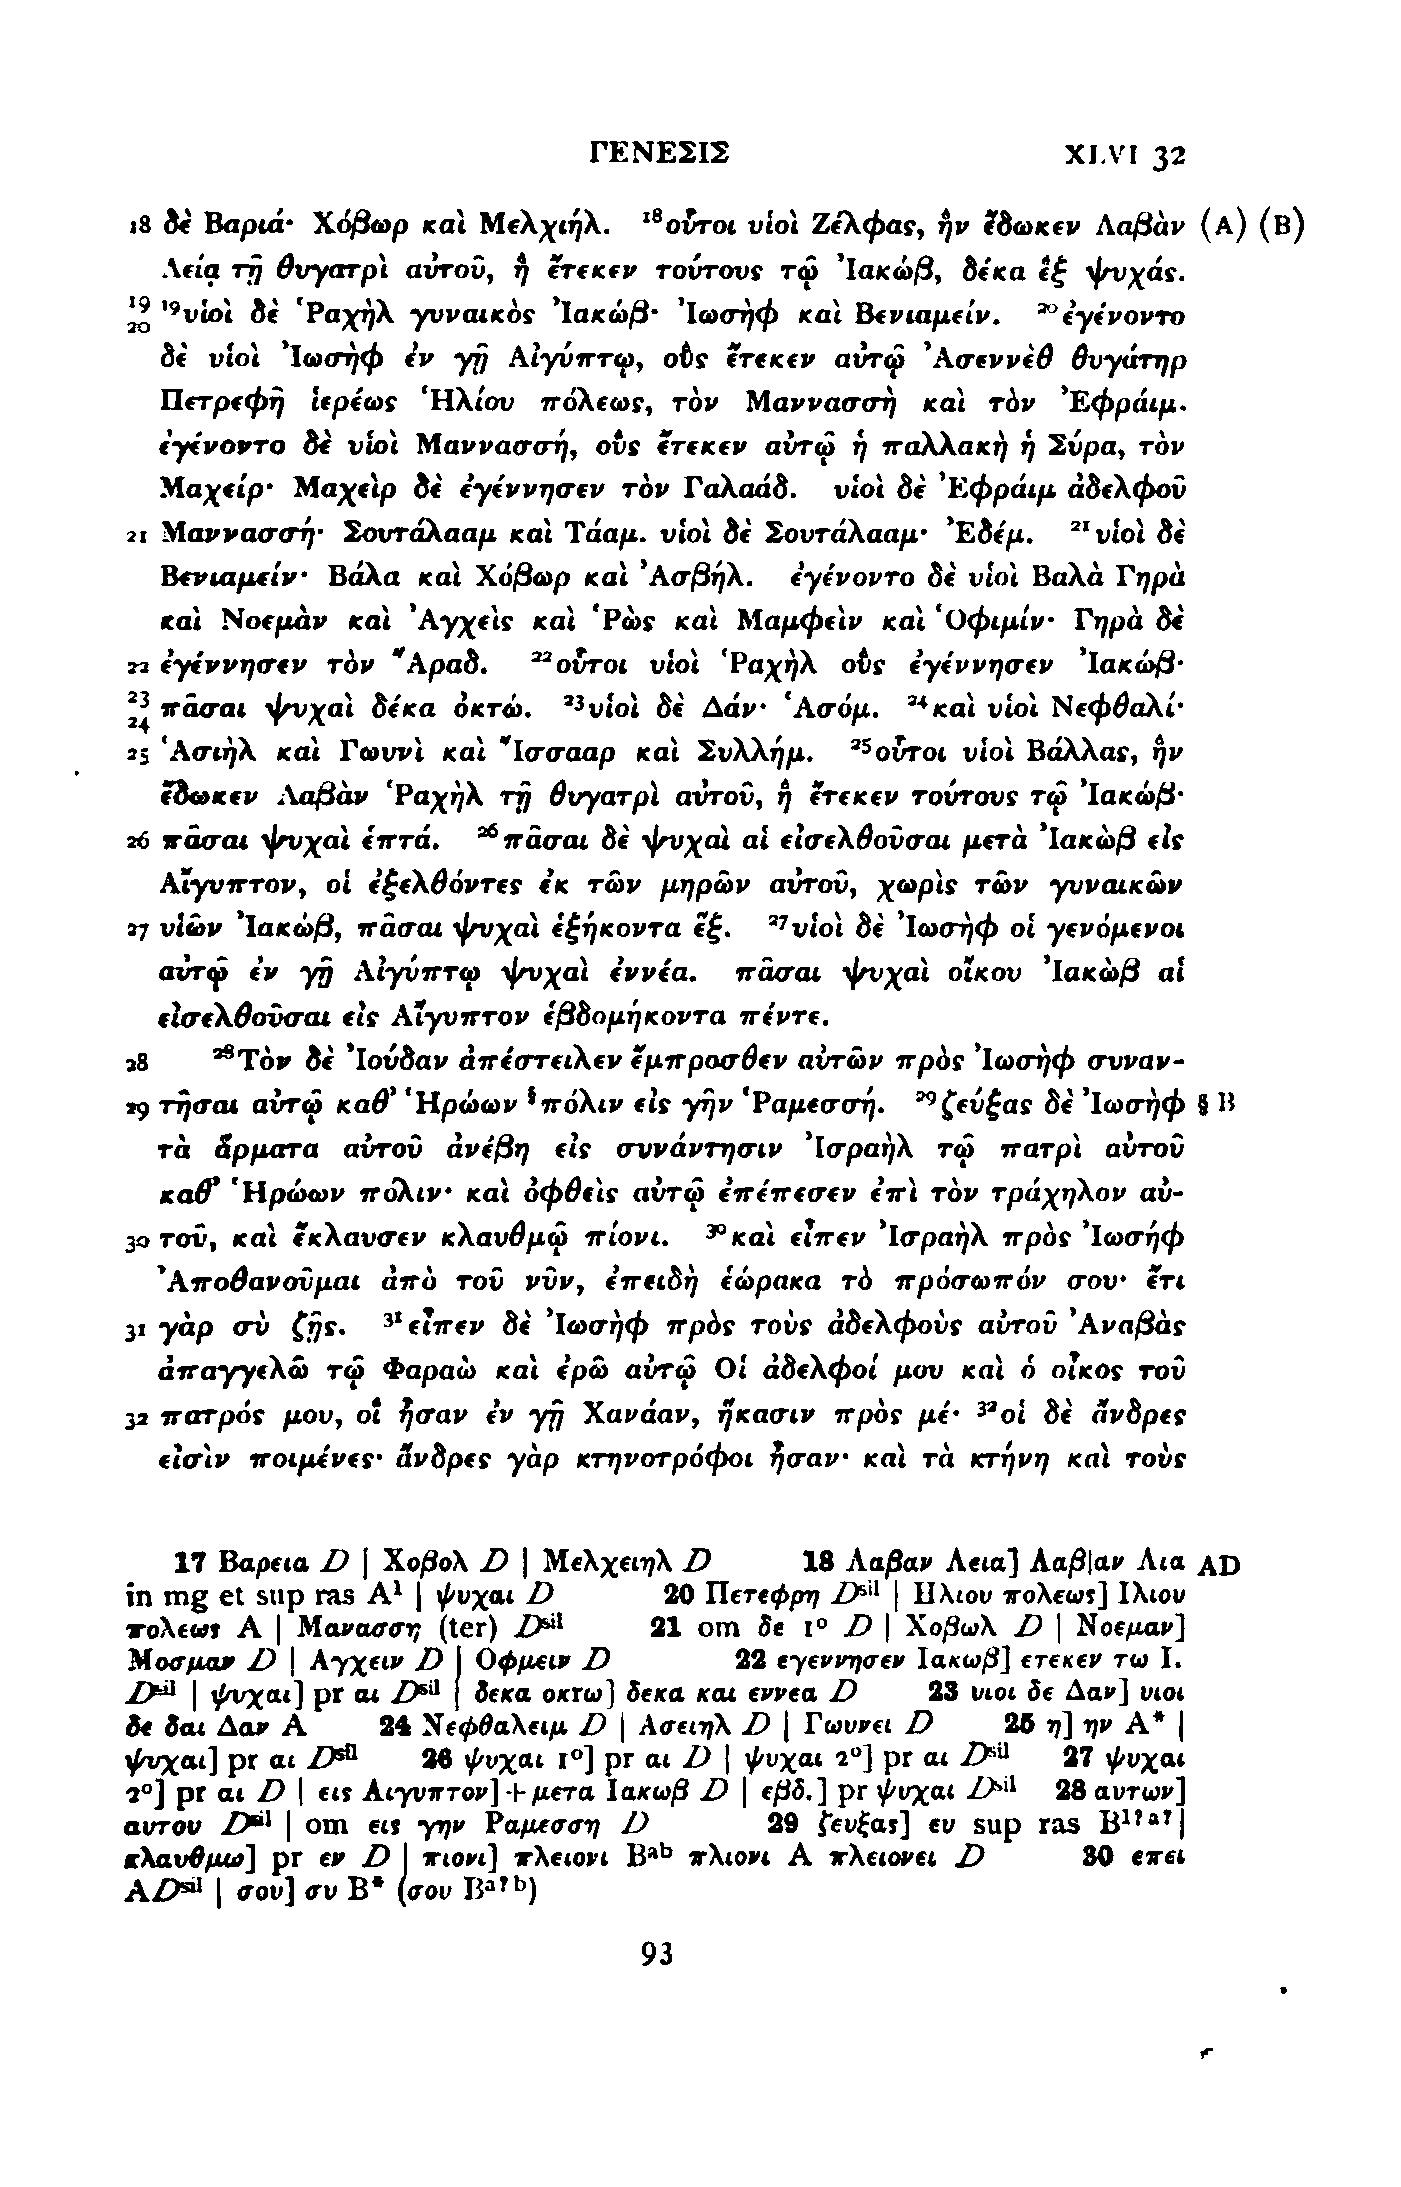 ΓΕΝΕΣΙΣ XLVI 32
18 δὲ Βαριά· Χόβωρ καὶ Μελχιήλ. ¹⁸οὗτοι υἱοὶ Ζέλφας, ἣν ἔδωκεν Λαβὰν (A) (B)
Λείᾳ τῇ θυγατρὶ αὐτοῦ, ἣ ἔτεκεν τούτους τῷ Ἰακώβ, δέκα ἓξ ψυχάς.
19 20 ¹⁹υἱοὶ δὲ Ῥαχὴλ γυναικὸς Ἰακώβ· Ἰωσὴφ καὶ Βενιαμείν. ²⁰ἐγένοντο
δὲ υἱοὶ Ἰωσὴφ ἐν γῇ Αἰγύπτῳ, οὓς ἔτεκεν αὐτῷ Ἀσεννὲθ θυγάτηρ
Πετρεφῆ ἱερέως Ἡλίου πόλεως, τὸν Μαννασσὴ καὶ τὸν Ἐφράιμ.
ἐγένοντο δὲ υἱοὶ Μαννασσή, οὓς ἔτεκεν αὐτῷ ἡ παλλακὴ ἡ Σύρα, τὸν
Μαχείρ· Μαχεὶρ δὲ ἐγέννησεν τὸν Γαλαάδ. υἱοὶ δὲ Ἐφράιμ ἀδελφοῦ
21 Μαννασσή· Σουτάλααμ καὶ Τάαμ. υἱοὶ δὲ Σουτάλααμ· Ἐδέμ. ²¹υἱοὶ δὲ
Βενιαμείν· Βάλα καὶ Χόβωρ καὶ Ἀσβήλ. ἐγένοντο δὲ υἱοὶ Βαλὰ Γηρὰ
καὶ Νοεμὰν καὶ Ἀγχεὶς καὶ Ῥὼς καὶ Μαμφεὶν καὶ Ὁφιμίν· Γηρὰ δὲ
22 ἐγέννησεν τὸν Ἄραδ. ²²οὗτοι υἱοὶ Ῥαχὴλ οὓς ἐγέννησεν Ἰακώβ·
23 24 πᾶσαι ψυχαὶ δέκα ὀκτώ. ²³υἱοὶ δὲ Δάν· Ἁσόμ. ²⁴καὶ υἱοὶ Νεφθαλί·
25 Ἁσιὴλ καὶ Γωυνὶ καὶ Ἴσσααρ καὶ Συλλήμ. ²⁵οὗτοι υἱοὶ Βάλλας, ἣν
ἔδωκεν Λαβὰν Ῥαχὴλ τῇ θυγατρὶ αὐτοῦ, ἣ ἔτεκεν τούτους τῷ Ἰακώβ·
26 πᾶσαι ψυχαὶ ἑπτά. ²⁶πᾶσαι δὲ ψυχαὶ αἱ εἰσελθοῦσαι μετὰ Ἰακὼβ εἰς
Αἴγυπτον, οἱ ἐξελθόντες ἐκ τῶν μηρῶν αὐτοῦ, χωρὶς τῶν γυναικῶν
27 υἱῶν Ἰακώβ, πᾶσαι ψυχαὶ ἑξήκοντα ἕξ. ²⁷υἱοὶ δὲ Ἰωσὴφ οἱ γενόμενοι
αὐτῷ ἐν γῇ Αἰγύπτῳ ψυχαὶ ἐννέα. πᾶσαι ψυχαὶ οἴκου Ἰακὼβ αἱ
εἰσελθοῦσαι εἰς Αἴγυπτον ἑβδομήκοντα πέντε.
28 ²⁸Τὸν δὲ Ἰούδαν ἀπέστειλεν ἔμπροσθεν αὐτῶν πρὸς Ἰωσὴφ συναν-
29 τῆσαι αὐτῷ καθ’ Ἡρώων §πόλιν εἰς γῆν Ῥαμεσσή. ²⁹ζεύξας δὲ Ἰωσὴφ § B
τὰ ἅρματα αὐτοῦ ἀνέβη εἰς συνάντησιν Ἰσραὴλ τῷ πατρὶ αὐτοῦ
καθ’ Ἡρώων πόλιν· καὶ ὀφθεὶς αὐτῷ ἐπέπεσεν ἐπὶ τὸν τράχηλον αὐ-
30 τοῦ, καὶ ἔκλαυσεν κλαυθμῷ πίονι. ³⁰καὶ εἶπεν Ἰσραὴλ πρὸς Ἰωσήφ
Ἀποθανοῦμαι ἀπὸ τοῦ νῦν, ἐπειδὴ ἑώρακα τὸ πρόσωπόν σου· ἔτι
31 γὰρ σὺ ζῇς. ³¹εἶπεν δὲ Ἰωσὴφ πρὸς τοὺς ἀδελφοὺς αὐτοῦ Ἀναβὰς
ἀπαγγελῶ τῷ Φαραὼ καὶ ἐρῶ αὐτῷ Οἱ ἀδελφοί μου καὶ ὁ οἶκος τοῦ
32 πατρός μου, οἳ ἦσαν ἐν γῇ Χανάαν, ἥκασιν πρὸς μέ· ³²οἱ δὲ ἄνδρες
εἰσὶν ποιμένες· ἄνδρες γὰρ κτηνοτρόφοι ἦσαν· καὶ τὰ κτήνη καὶ τοὺς
17 Βαρεια D | Χοβολ D | Μελχειηλ D 18 Λαβαν Λεια] Λαβ|αν Λια AD
in mg et sup ras A¹ | ψυχαι D 20 Πετεφρη Dˢⁱˡ | Ηλιου πολεως] Ιλιου
πολεως A | Μανασση (ter) Dˢⁱˡ 21 om δε 1° D | Χοβωλ D | Νοεμαν]
Μοσμαν D | Αγχειν D | Οφμειν D 22 εγεννησεν Ιακωβ] ετεκεν τω Ι.
Dˢⁱˡ | ψυχαι] pr αι Dˢⁱˡ | δεκα οκτω] δεκα και εννεα D 23 υιοι δε Δαν] υιοι
δε δαι Δαν A 24 Νεφθαλειμ D | Ασειηλ D | Γωυνει D 25 η] ην A* |
ψυχαι] pr αι Dˢⁱˡ 26 ψυχαι 1°] pr αι D | ψυχαι 2°] pr αι Dˢⁱˡ 27 ψυχαι
2°] pr αι D | εις Αιγυπτον]+μετα Ιακωβ D | εβδ.] pr ψυχαι Dˢⁱˡ 28 αυτων]
αυτου Dˢⁱˡ | om εις γην Ραμεσση D 29 ζευξας] ευ sup ras B¹ˀᵃˀ|
κλαυθμω] pr εν D | πιονι] πλειονι Bᵃᵇ πλιονι A πλειονει D 30 επει
ADˢⁱˡ | σου] συ B* (σου Bᵃˀᵇ)
93